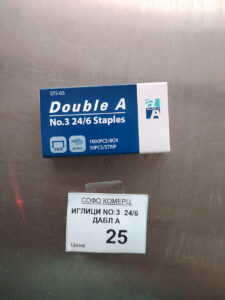 STS-03
Double A
No.3 24/6 Staples
1000PCS/BOX
50PCS/STRIP
a
A
СОФО КОМЕРЦ
ИГЛИЦИ NO:3 24/6
ДАБЛ А
Цена
25